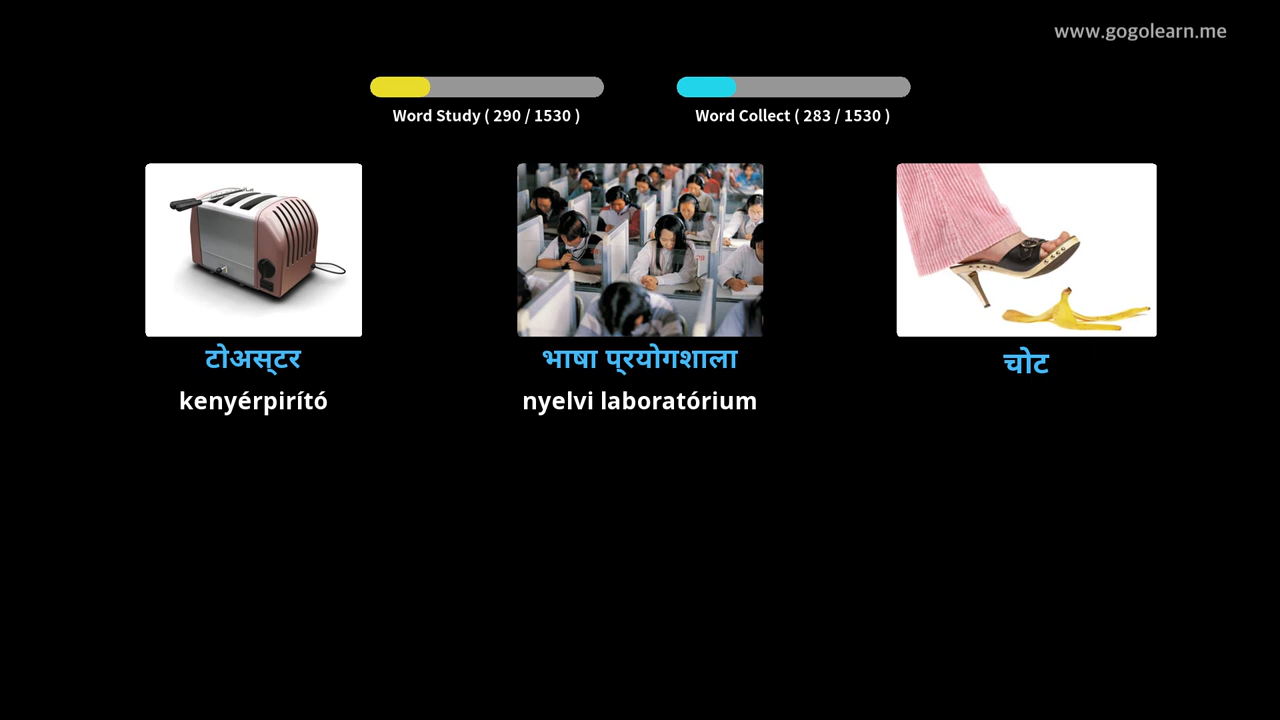 www.gogolearn.me
Word Study ( 290 / 1530 )
Word Collect ( 283 / 1530 )
टोअस्टर
भाषा प्रयोगशाला
चोट
kenyérpirító
nyelvi laboratórium